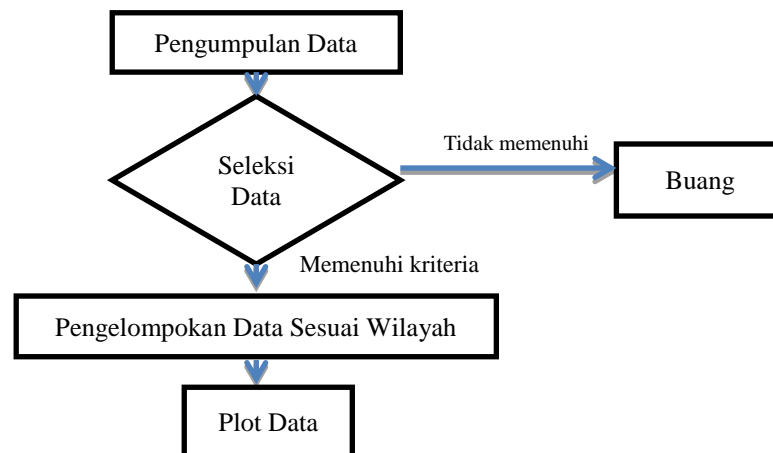 Pengumpulan Data
Seleksi
Data
Tidak memenuhi
Buang
Memenuhi kriteria
Pengelompokan Data Sesuai Wilayah
Plot Data